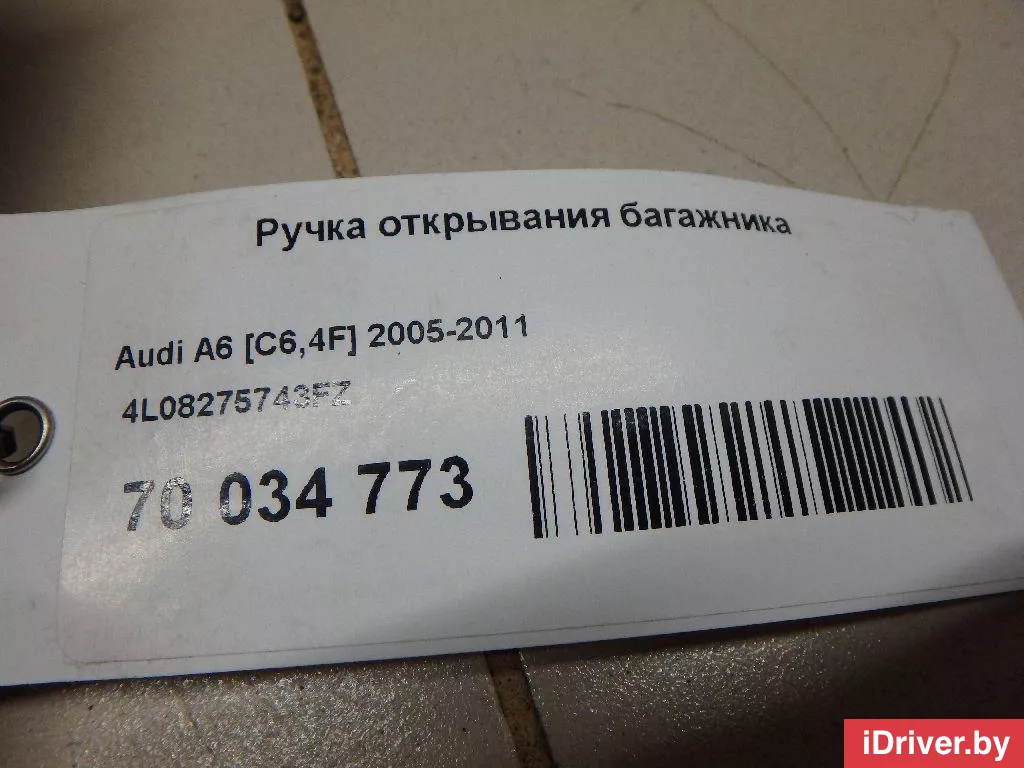 Ручка открывания багажника
Audi A6 [C6,4F] 2005-2011
4L08275743FZ
70 034 773
iDriver.by